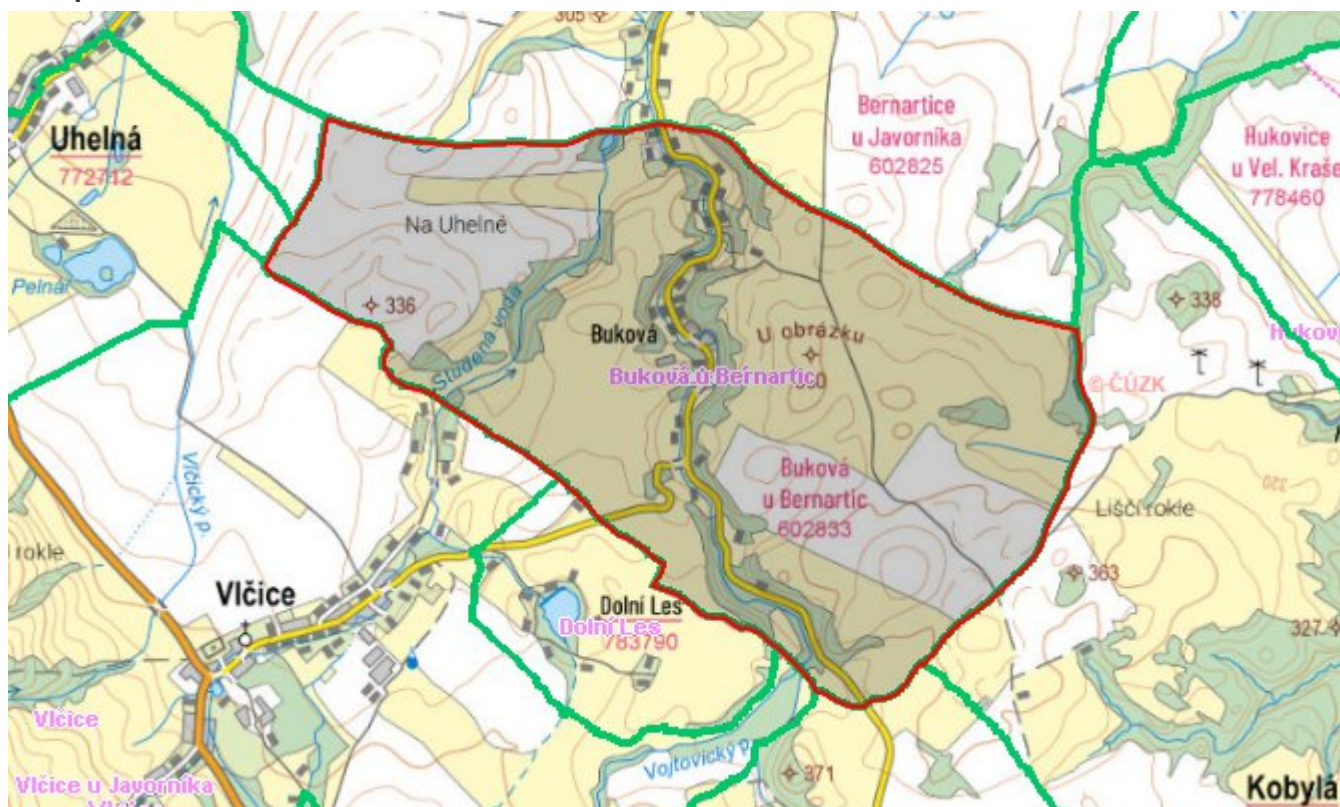 305
Uhelná
772712
Bernartice
u Javorníka
602825
Hukovice
u Vel. Kraše
778460
Na Uhelné
Pelnář
336
338
Studená voda
Buková
U obrázku
Buková u Bernartic
©ČÚZK
Vlčický p.
Buková
u Bernartic
602833
Liščí rokle
320
rokle
363
Vlčice
Dolní Les
Dolní Les
783790
327
Vlčice
Vojtovický p.
371
Vlčice u Javorníka
Kobylá